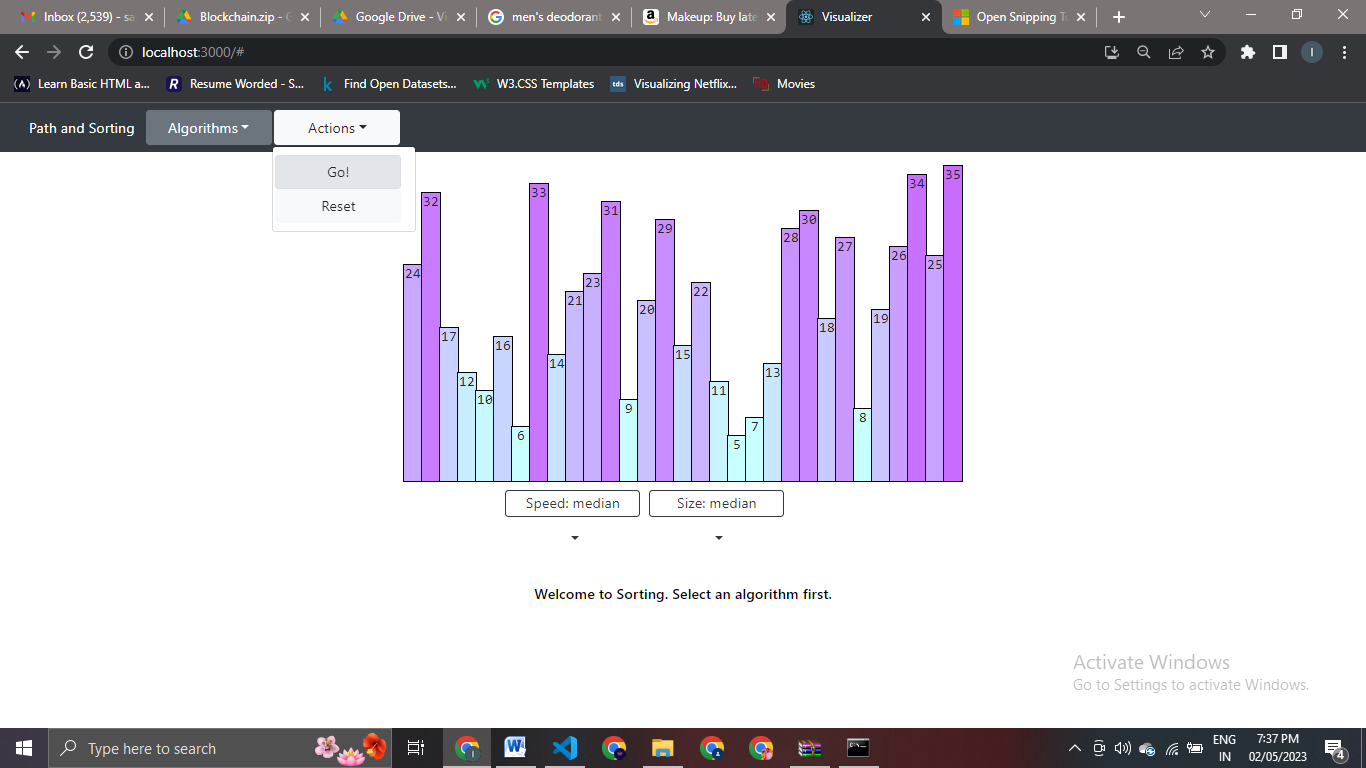 Inbox (2,539) - sa
Blockchain.zip - G
Google Drive - Vi
men's deodorant
Makeup: Buy late
Visualizer
Open Snipping T
localhost:3000/#
I
Learn Basic HTML a...
Resume Worded - S...
Find Open Datasets...
W3.CSS Templates
tds Visualizing Netflix...
Movies
Path and Sorting
Algorithms
Actions
Go!
Reset
24 32 17 12 10 16 6 33 14 21 23 31 9 20 29 15 22 11 5 7 13 28 30 18 27 8 19 26 34 25 35
Speed: median
Size: median
Welcome to Sorting. Select an algorithm first.
Activate Windows
Go to Settings to activate Windows.
Type here to search
ENG
IN
7:37 PM
02/05/2023
4